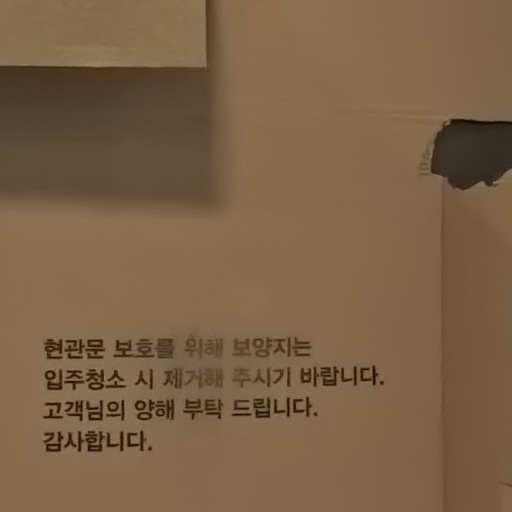 현관문 보호를 위해 보양지는
입주청소 시 제거해 주시기 바랍니다.
고객님의 양해 부탁 드립니다.
감사합니다.